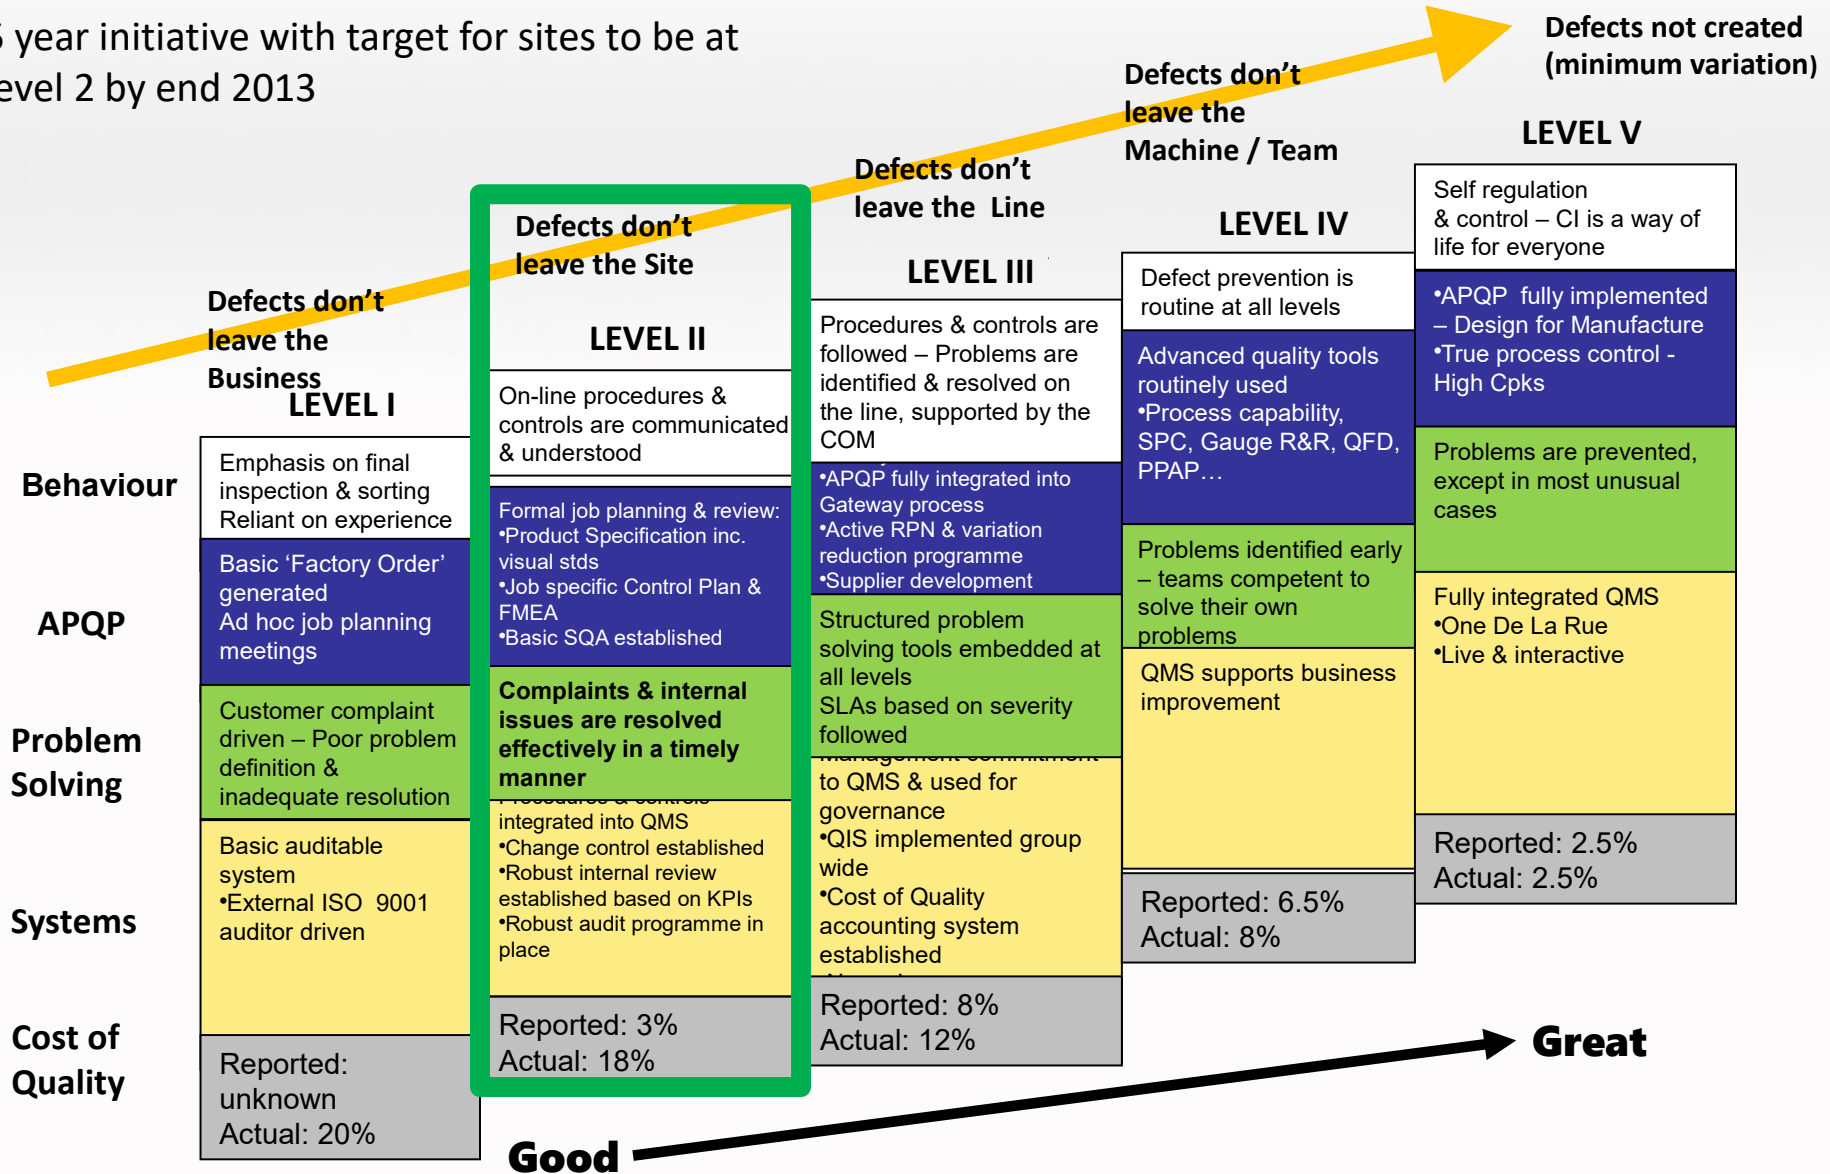 year initiative with target for sites to be at
evel 2 by end 2013
Defects not created
(minimum variation)
Defects don't
leave the
Machine / Team
Defects don't
leave the Line
Defects don't
leave the Site
Defects don't
leave the
Business
Behaviour
APQP
Problem
Solving
Systems
Cost of
Quality
LEVEL I
Emphasis on final
inspection & sorting
Reliant on experience
Basic ‘Factory Order’
generated
Ad hoc job planning
meetings
Customer complaint
driven – Poor problem
definition &
inadequate resolution
Basic auditable
system
•External ISO 9001
auditor driven
Reported:
unknown
Actual: 20%
LEVEL II
On-line procedures &
controls are communicated
& understood
Formal job planning & review:
•Product Specification inc.
visual stds
•Job specific Control Plan &
FMEA
•Basic SQA established
Complaints & internal
issues are resolved
effectively in a timely
manner
Procedures & controls
integrated into QMS
•Change control established
•Robust internal review
established based on KPIs
•Robust audit programme in
place
Reported: 3%
Actual: 18%
LEVEL III
Procedures & controls are
followed – Problems are
identified & resolved on
the line, supported by the
COM
•APQP fully integrated into
Gateway process
•Active RPN & variation
reduction programme
•Supplier development
Structured problem
solving tools embedded at
all levels
SLAs based on severity
followed
Management commitment
to QMS & used for
governance
•QIS implemented group
wide
•Cost of Quality
accounting system
established
Reported: 8%
Actual: 12%
LEVEL IV
Defect prevention is
routine at all levels
Advanced quality tools
routinely used
•Process capability,
SPC, Gauge R&R, QFD,
PPAP…
Problems identified early
– teams competent to
solve their own
problems
QMS supports business
improvement
Reported: 6.5%
Actual: 8%
LEVEL V
Self regulation
& control – CI is a way of
life for everyone
•APQP fully implemented
– Design for Manufacture
•True process control -
High Cpks
Problems are prevented,
except in most unusual
cases
Fully integrated QMS
•One De La Rue
•Live & interactive
Reported: 2.5%
Actual: 2.5%
Good
Great